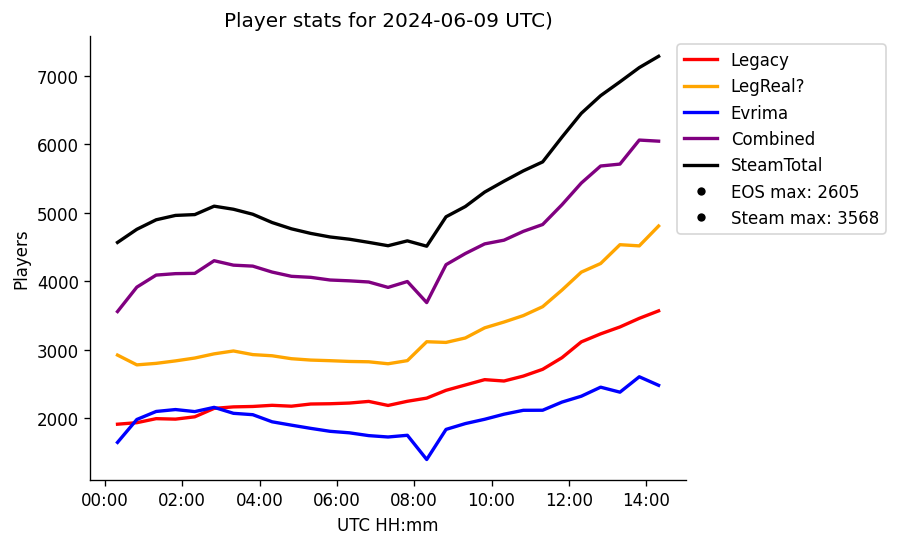 Player stats for 2024-06-09 UTC)
Players
7000
6000
5000
4000
3000
2000
00:00 02:00 04:00 06:00 08:00 10:00 12:00 14:00
UTC HH:mm
Legacy
LegReal?
Evrima
Combined
SteamTotal
EOS max: 2605
Steam max: 3568